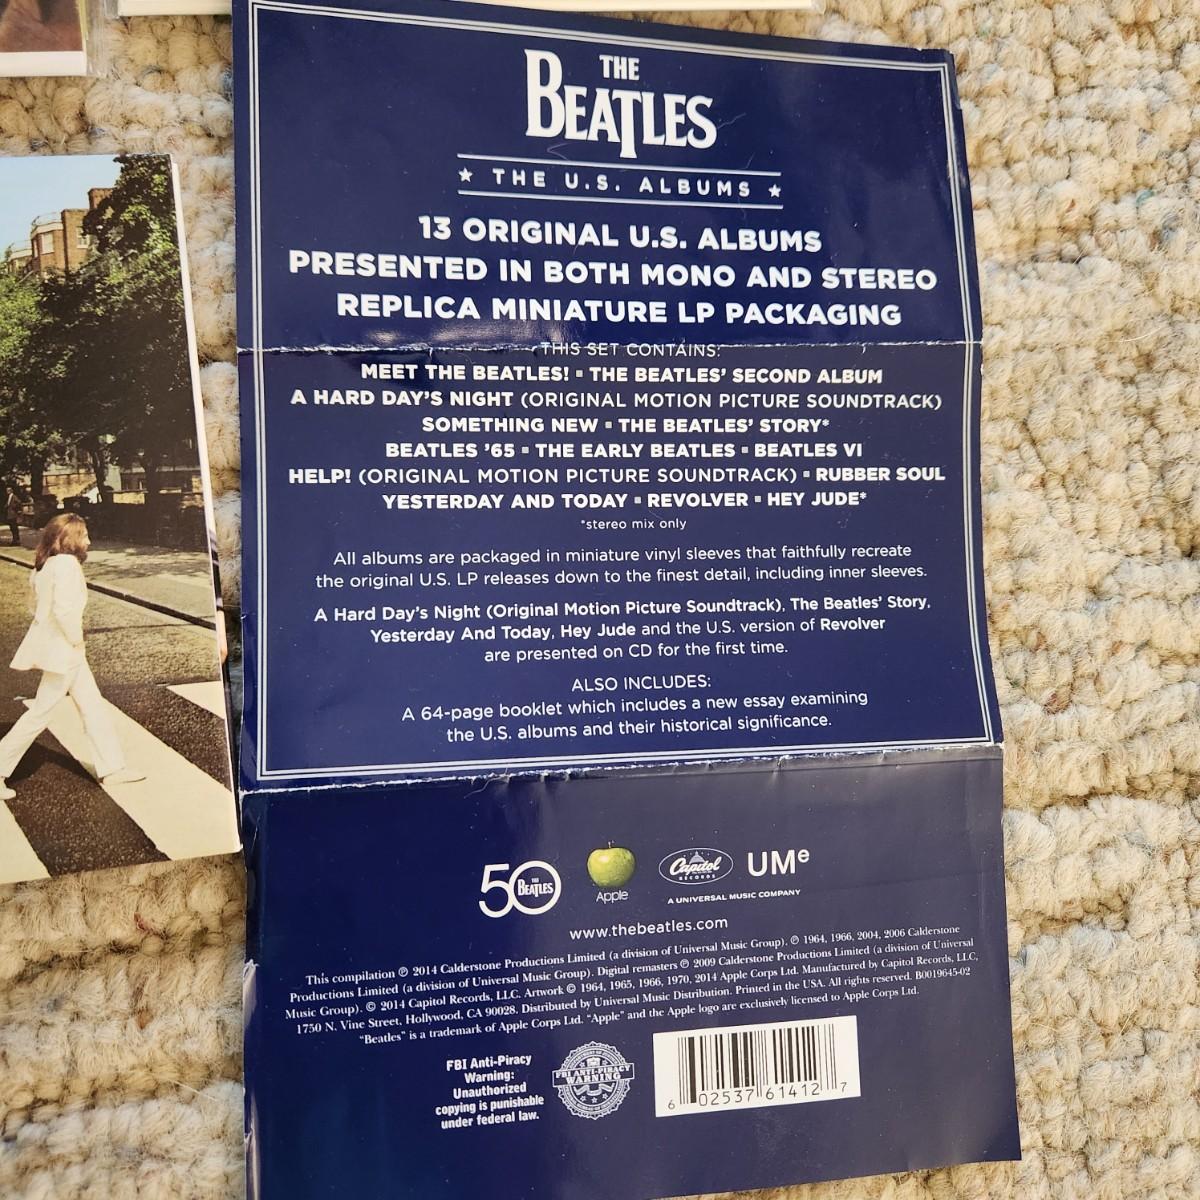 THE
BEATLES
★ THE U.S. ALBUMS ★
13 ORIGINAL U.S. ALBUMS
PRESENTED IN BOTH MONO AND STEREO
REPLICA MINIATURE LP PACKAGING
THIS SET CONTAINS:
MEET THE BEATLES! ▪ THE BEATLES' SECOND ALBUM
A HARD DAY'S NIGHT (ORIGINAL MOTION PICTURE SOUNDTRACK)
SOMETHING NEW ▪ THE BEATLES' STORY*
BEATLES '65 ▪ THE EARLY BEATLES ▪ BEATLES VI
HELP! (ORIGINAL MOTION PICTURE SOUNDTRACK) ▪ RUBBER SOUL
YESTERDAY AND TODAY ▪ REVOLVER ▪ HEY JUDE*
*stereo mix only
All albums are packaged in miniature vinyl sleeves that faithfully recreate
the original U.S. LP releases down to the finest detail, including inner sleeves.
A Hard Day's Night (Original Motion Picture Soundtrack), The Beatles' Story,
Yesterday And Today, Hey Jude and the U.S. version of Revolver
are presented on CD for the first time.
ALSO INCLUDES:
A 64-page booklet which includes a new essay examining
the U.S. albums and their historical significance.
50 THE BEATLES
Apple
Capitol RECORDS
UMe
A UNIVERSAL MUSIC COMPANY
www.thebeatles.com
This compilation ℗ 2014 Calderstone Productions Limited (a division of Universal Music Group). ℗ 1964, 1966, 2004, 2006 Calderstone
Productions Limited (a division of Universal Music Group). Digital remasters ℗ 2009 Calderstone Productions Limited (a division of Universal
Music Group). © 2014 Capitol Records, LLC. Artwork © 1964, 1965, 1966, 1970, 2014 Apple Corps Ltd. Manufactured by Capitol Records, LLC,
1750 N. Vine Street, Hollywood, CA 90028. Distributed by Universal Music Distribution. Printed in the USA. All rights reserved. B0019645-02
"Beatles" is a trademark of Apple Corps Ltd. "Apple" and the Apple logo are exclusively licensed to Apple Corps Ltd.
FBI Anti-Piracy
Warning:
Unauthorized
copying is punishable
under federal law.
FBI ANTI-PIRACY
WARNING
6 02537 61412 7